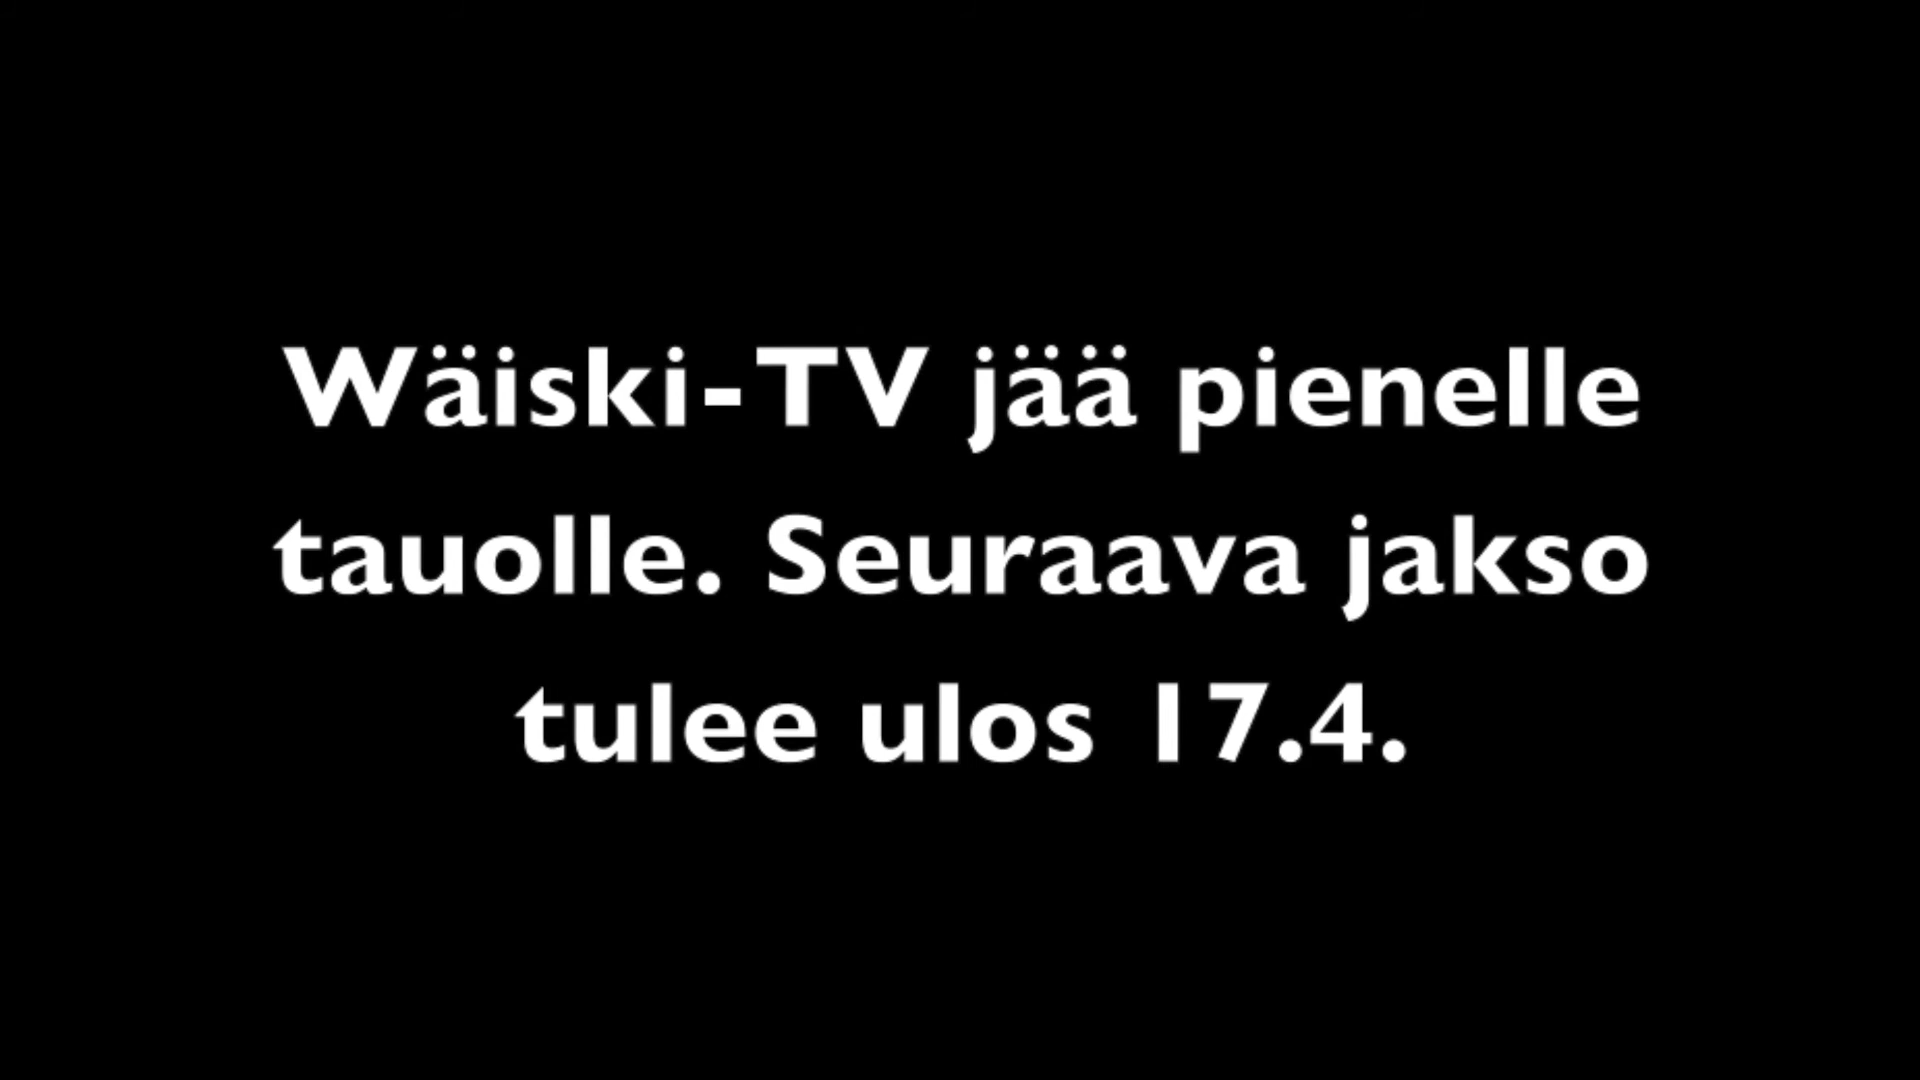 Wäiski-TV jää pienelle
tauolle. Seuraava jakso
tulee ulos 17.4.